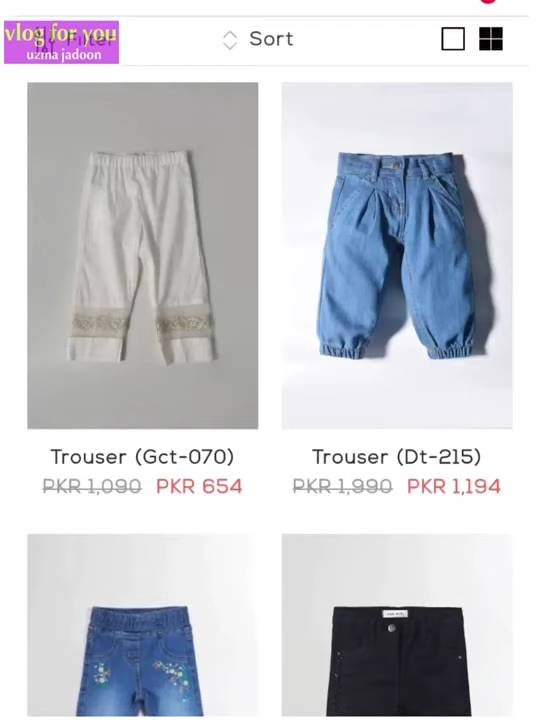 vlog for you
uzma jadoon
Filter
Sort
Trouser (Gct-070)
PKR 1,090 PKR 654
Trouser (Dt-215)
PKR 1,990 PKR 1,194